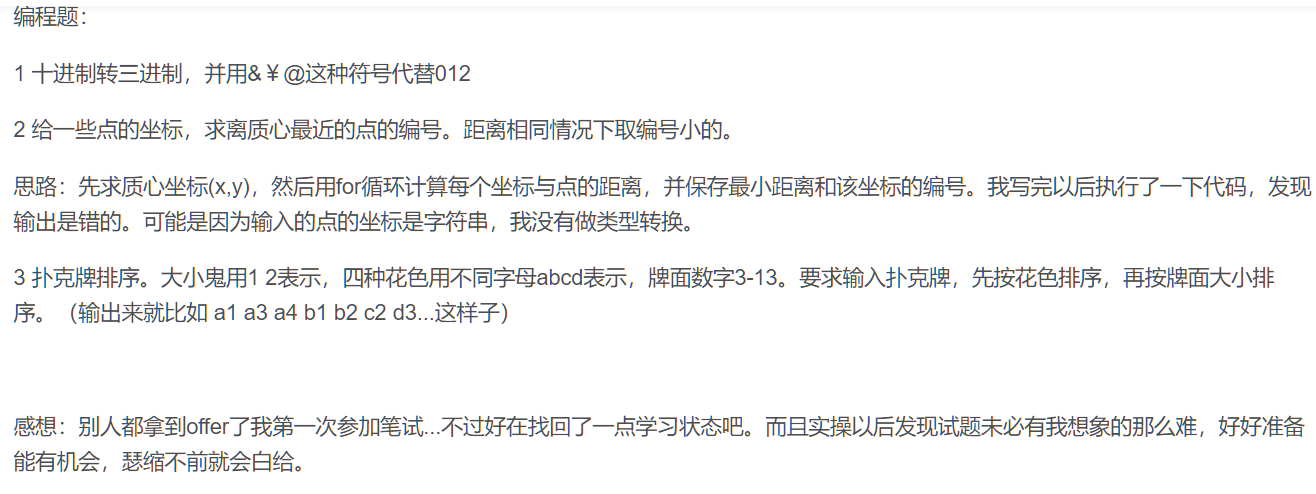 编程题：
1 十进制转三进制，并用&￥@这种符号代替012
2 给一些点的坐标，求离质心最近的点的编号。距离相同情况下取编号小的。
思路：先求质心坐标(x,y)，然后用for循环计算每个坐标与点的距离，并保存最小距离和该坐标的编号。我写完以后执行了一下代码，发现
输出是错的。可能是因为输入的点的坐标是字符串，我没有做类型转换。
3 扑克牌排序。大小鬼用1 2表示，四种花色用不同字母abcd表示，牌面数字3-13。要求输入扑克牌，先按花色排序，再按牌面大小排
序。（输出来就比如 a1 a3 a4 b1 b2 c2 d3...这样子）
感想：别人都拿到offer了我第一次参加笔试...不过好在找回了一点学习状态吧。而且实操以后发现试题未必有我想象的那么难，好好准备
能有机会，瑟缩不前就会白给。